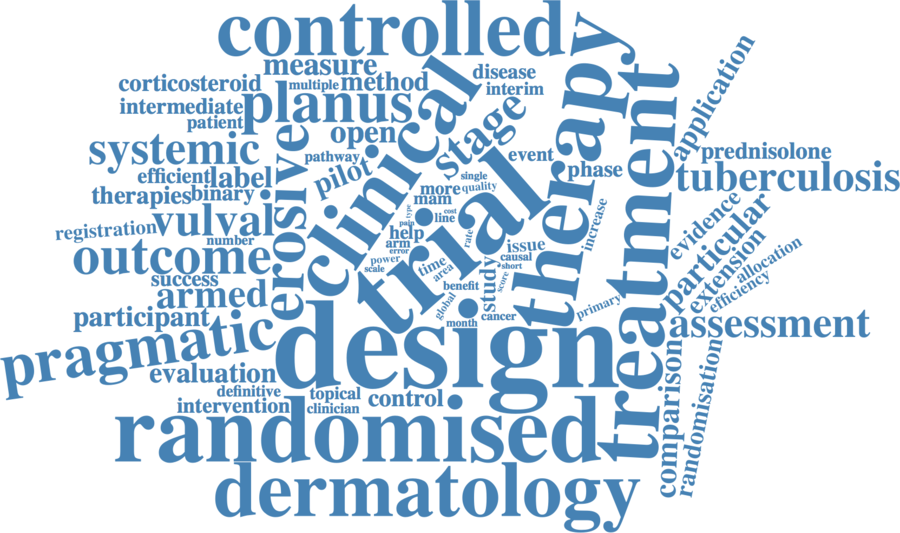 controlled
therapy
measure
clinical
disease
corticosteroid
multiple
method
interim
application
planus
intermediate
stage
treatment
patient
open
systemic
pathway
event
prednisolone
erosive
pilot
phase
tuberculosis
efficient
label
single
more
quality
therapies
binary
trial
mam
increase
evidence
particular
vulval
type
cost
line
registration
pain
help
number
arm
rate
issue
extension
allocation
outcome
error
causal
power
time
short
success
scale
area
study
efficiency
armed
benefit
score
primary
participant
global
cancer
assessment
pragmatic
month
design
evaluation
comparison
randomisation
definitive
topical
control
intervention
clinician
randomised
dermatology